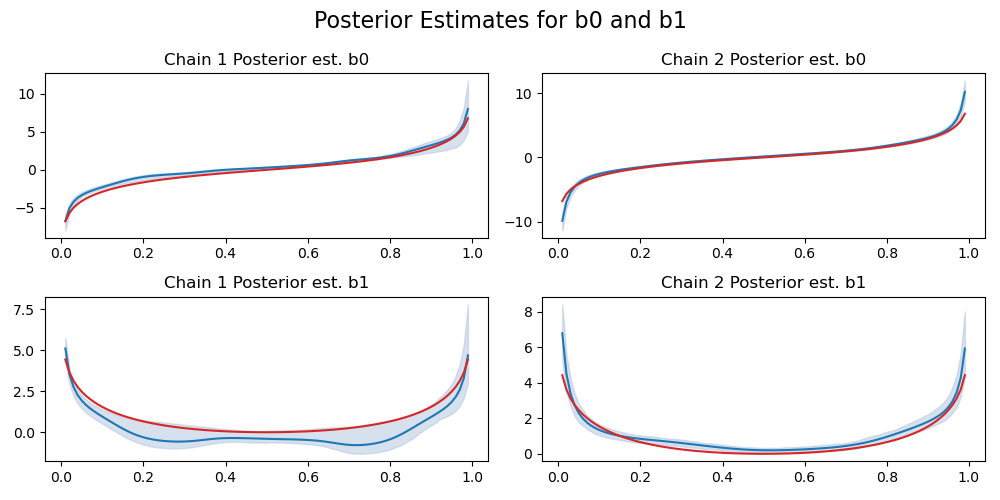 Posterior Estimates for b0 and b1
Chain 1 Posterior est. b0
10
5
0
−5
0.0 0.2 0.4 0.6 0.8 1.0
Chain 2 Posterior est. b0
10
0
−10
0.0 0.2 0.4 0.6 0.8 1.0
Chain 1 Posterior est. b1
7.5
5.0
2.5
0.0
0.0 0.2 0.4 0.6 0.8 1.0
Chain 2 Posterior est. b1
8
6
4
2
0
0.0 0.2 0.4 0.6 0.8 1.0